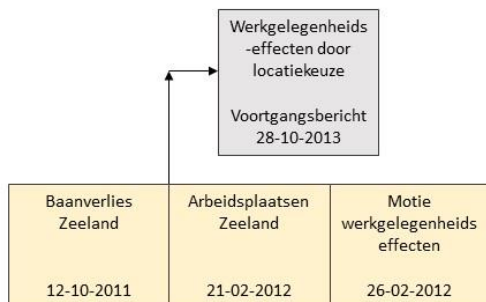 Werkgelegenheids
-effecten door
locatiekeuze
Voortgangsbericht
28-10-2013
Baanverlies
Zeeland
12-10-2011
Arbeidsplaatsen
Zeeland
21-02-2012
Motie
werkgelegenheids
effecten
26-02-2012